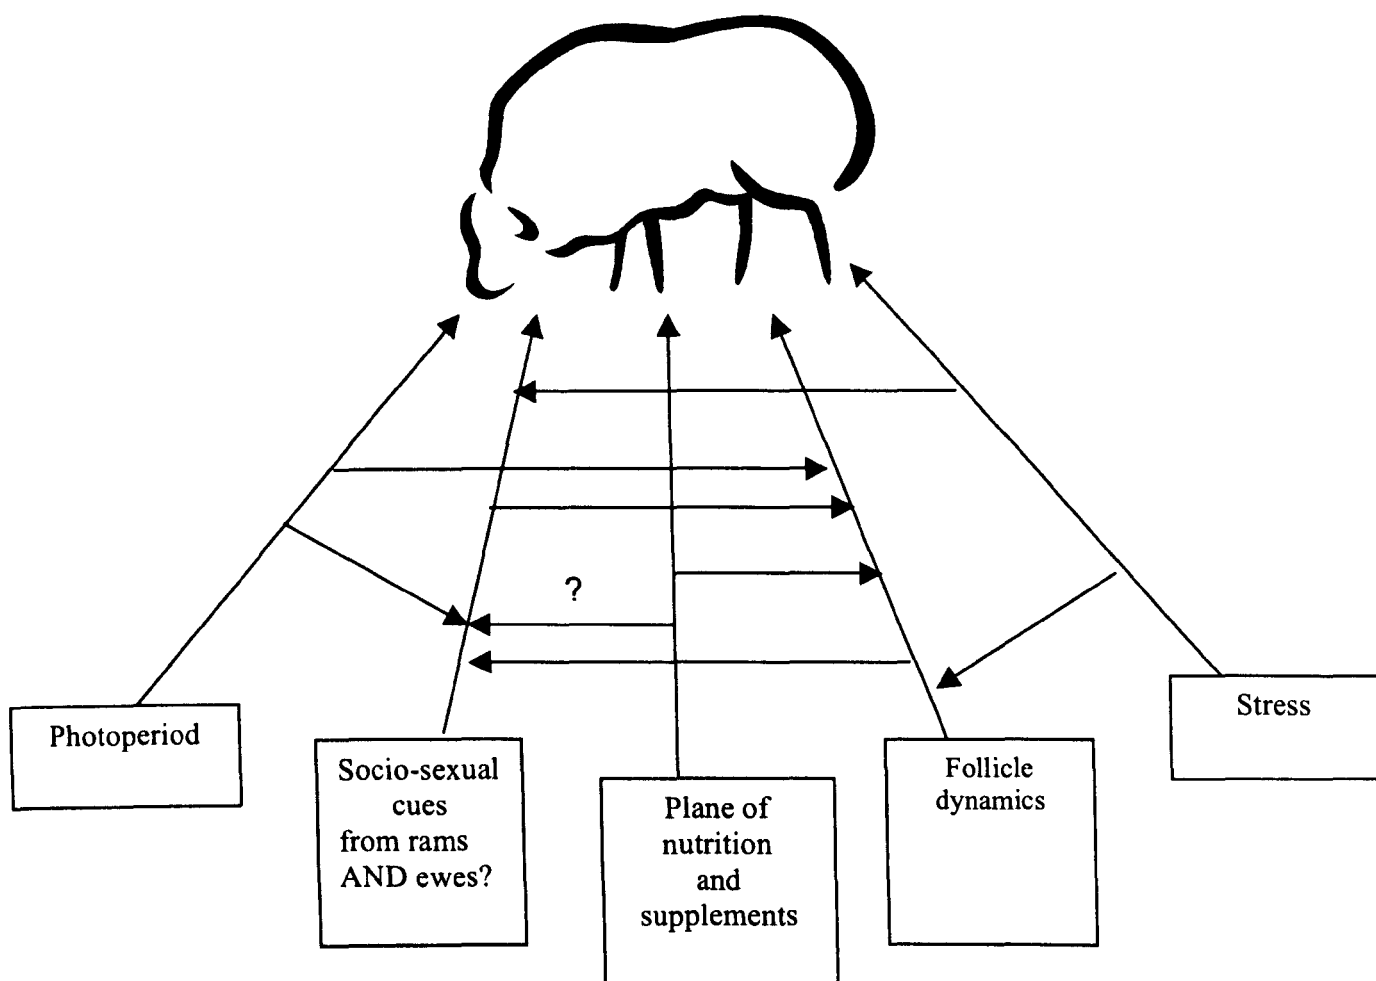 ?
Photoperiod
Socio-sexual
cues
from rams
AND ewes?
Plane of
nutrition
and
supplements
Follicle
dynamics
Stress